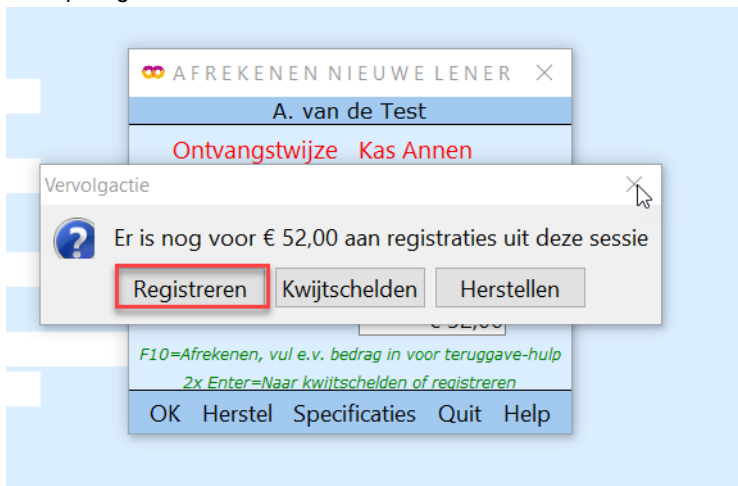 AFREKENEN NIEUWE LENER
A. van de Test
Ontvangstwijze Kas Annen
Vervolgactie
Er is nog voor € 52,00 aan registraties uit deze sessie
Registreren Kwijtschelden Herstellen
F10=Afrekenen, vul e.v. bedrag in voor teruggave-hulp
2x Enter=Naar kwijtschelden of registreren
OK Herstel Specificaties Quit Help